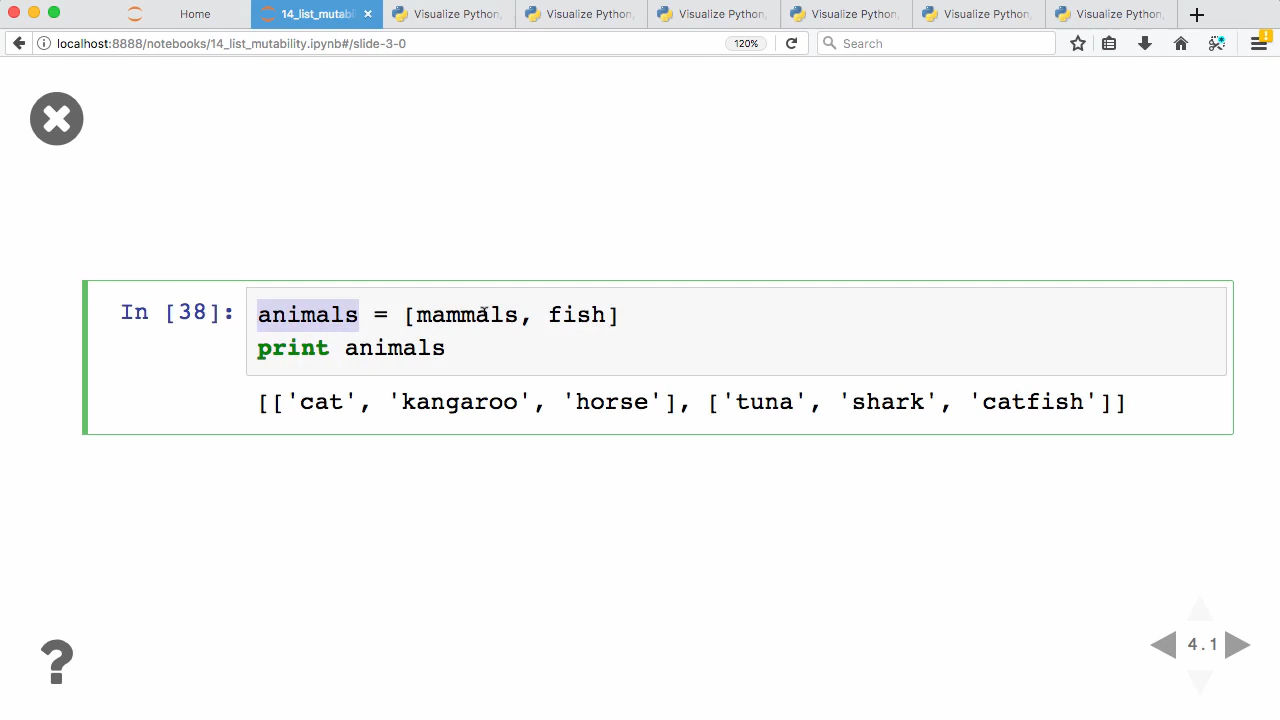 Home
14_list_mutabil
Visualize Python,
Visualize Python,
Visualize Python,
Visualize Python,
Visualize Python,
Visualize Python,
localhost:8888/notebooks/14_list_mutability.ipynb#/slide-3-0
120%
Search
In [38]:
animals = [mammals, fish]
print animals
[['cat', 'kangaroo', 'horse'], ['tuna', 'shark', 'catfish']]
?
4.1